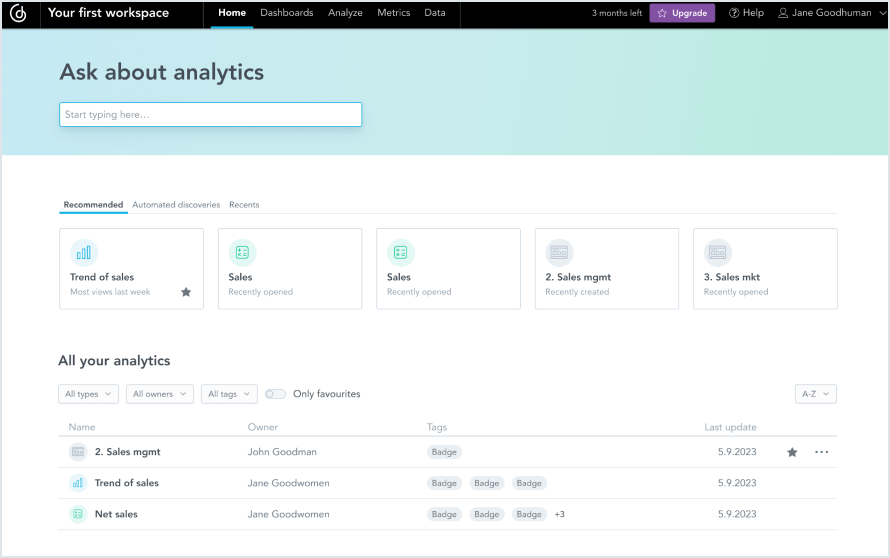 Your first workspace Home Dashboards Analyze Metrics Data 3 months left Upgrade Help Jane Goodhuman
Ask about analytics
Start typing here...
Recommended Automated discoveries Recents
Trend of sales
Most views last week
Sales
Recently opened
Sales
Recently opened
2. Sales mgmt
Recently created
3. Sales mkt
Recently opened
All your analytics
All types All owners All tags Only favourites A-Z
Name Owner Tags Last update
2. Sales mgmt John Goodman Badge 5.9.2023
Trend of sales Jane Goodwomen Badge Badge Badge 5.9.2023
Net sales Jane Goodwomen Badge Badge Badge +3 5.9.2023